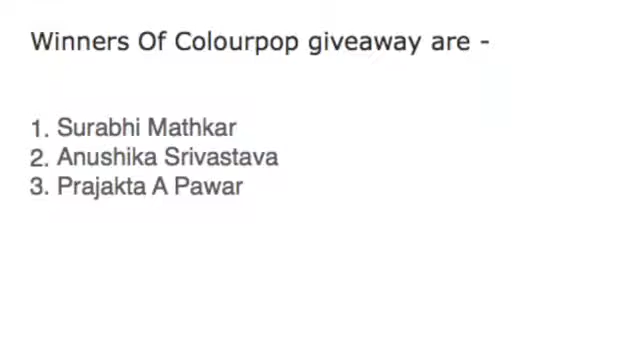 Winners Of Colourpop giveaway are -
1. Surabhi Mathkar
2. Anushika Srivastava
3. Prajakta A Pawar